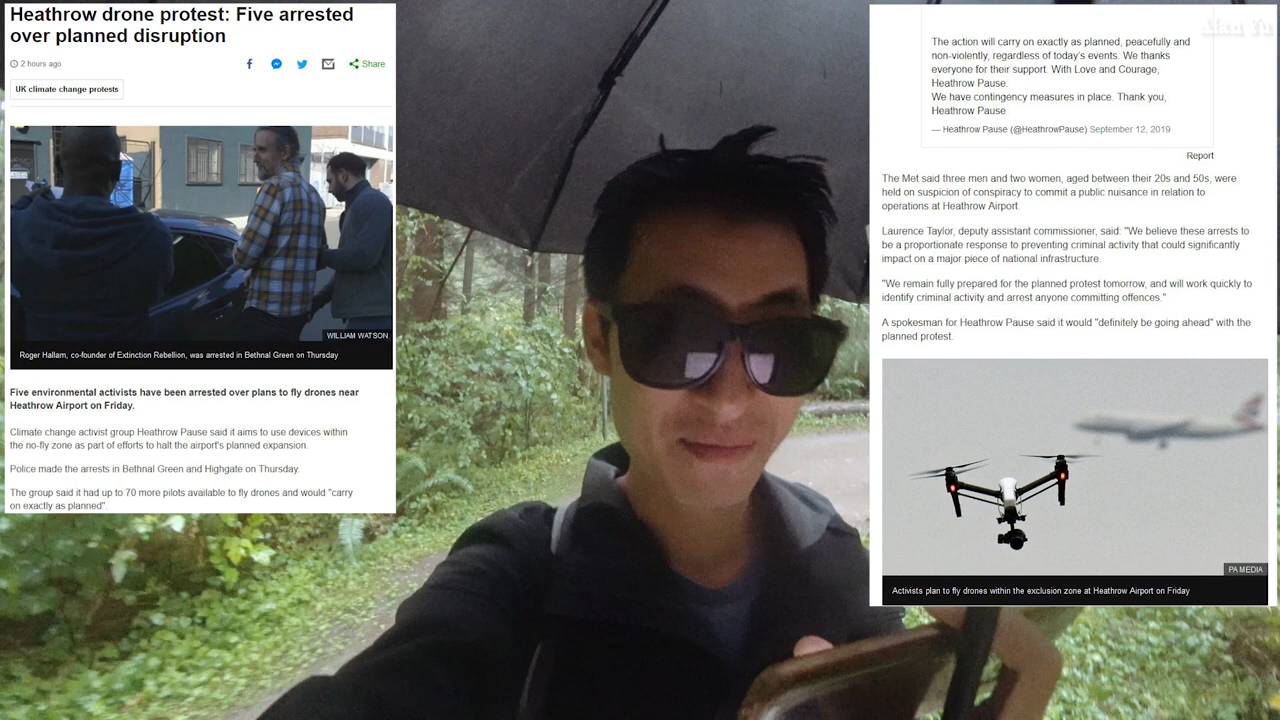 Heathrow drone protest: Five arrested
over planned disruption
2 hours ago
Share
UK climate change protests
WILLIAM WATSON
Roger Hallam, co-founder of Extinction Rebellion, was arrested in Bethnal Green on Thursday
Five environmental activists have been arrested over plans to fly drones near
Heathrow Airport on Friday.
Climate change activist group Heathrow Pause said it aims to use devices within
the no-fly zone as part of efforts to halt the airport's planned expansion.
Police made the arrests in Bethnal Green and Highgate on Thursday.
The group said it had up to 70 more pilots available to fly drones and would "carry
on exactly as planned".
Alan Yu
The action will carry on exactly as planned, peacefully and
non-violently, regardless of today's events. We thanks
everyone for their support. With Love and Courage,
Heathrow Pause.
We have contingency measures in place. Thank you,
Heathrow Pause
— Heathrow Pause (@HeathrowPause) September 12, 2019
Report
The Met said three men and two women, aged between their 20s and 50s, were
held on suspicion of conspiracy to commit a public nuisance in relation to
operations at Heathrow Airport.
Laurence Taylor, deputy assistant commissioner, said: "We believe these arrests to
be a proportionate response to preventing criminal activity that could significantly
impact on a major piece of national infrastructure.
"We remain fully prepared for the planned protest tomorrow, and will work quickly to
identify criminal activity and arrest anyone committing offences."
A spokesman for Heathrow Pause said it would "definitely be going ahead" with the
planned protest.
PA MEDIA
Activists plan to fly drones within the exclusion zone at Heathrow Airport on Friday